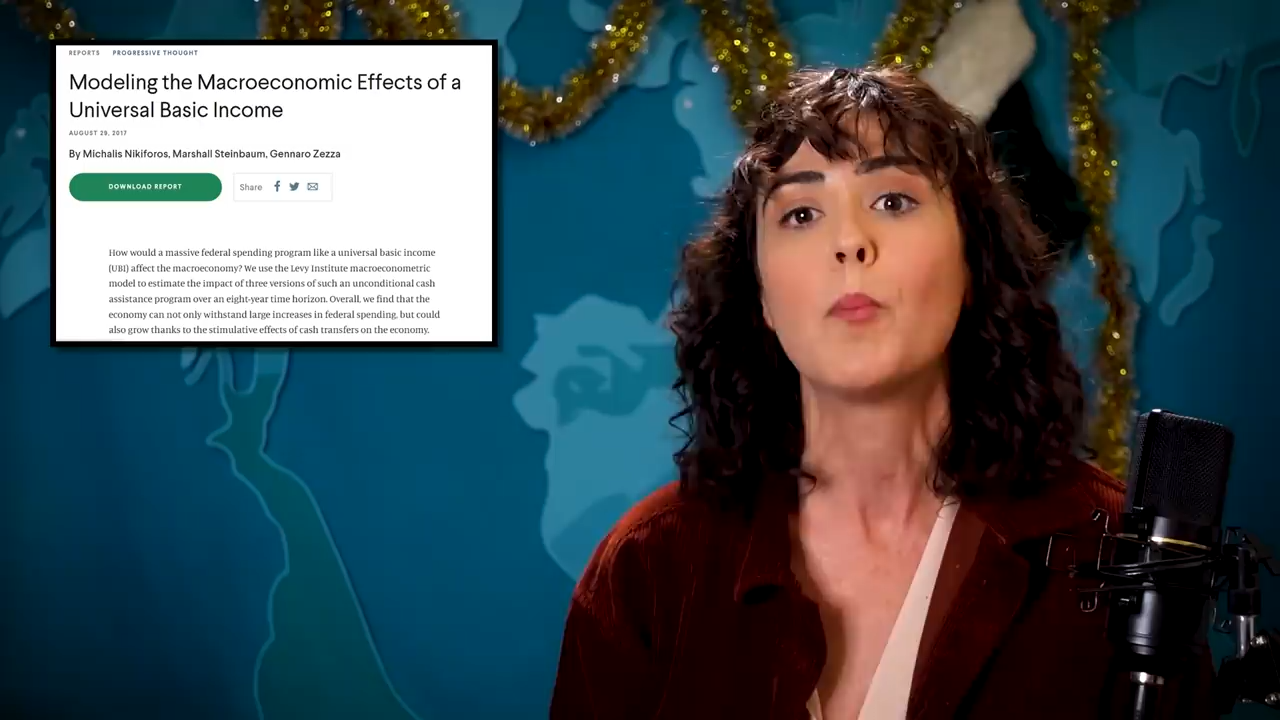 REPORTS PROGRESSIVE THOUGHT
Modeling the Macroeconomic Effects of a
Universal Basic Income
AUGUST 29, 2017
By Michalis Nikiforos, Marshall Steinbaum, Gennaro Zezza
DOWNLOAD REPORT
Share
How would a massive federal spending program like a universal basic income
(UBI) affect the macroeconomy? We use the Levy Institute macroeconometric
model to estimate the impact of three versions of such an unconditional cash
assistance program over an eight-year time horizon. Overall, we find that the
economy can not only withstand large increases in federal spending, but could
also grow thanks to the stimulative effects of cash transfers on the economy.